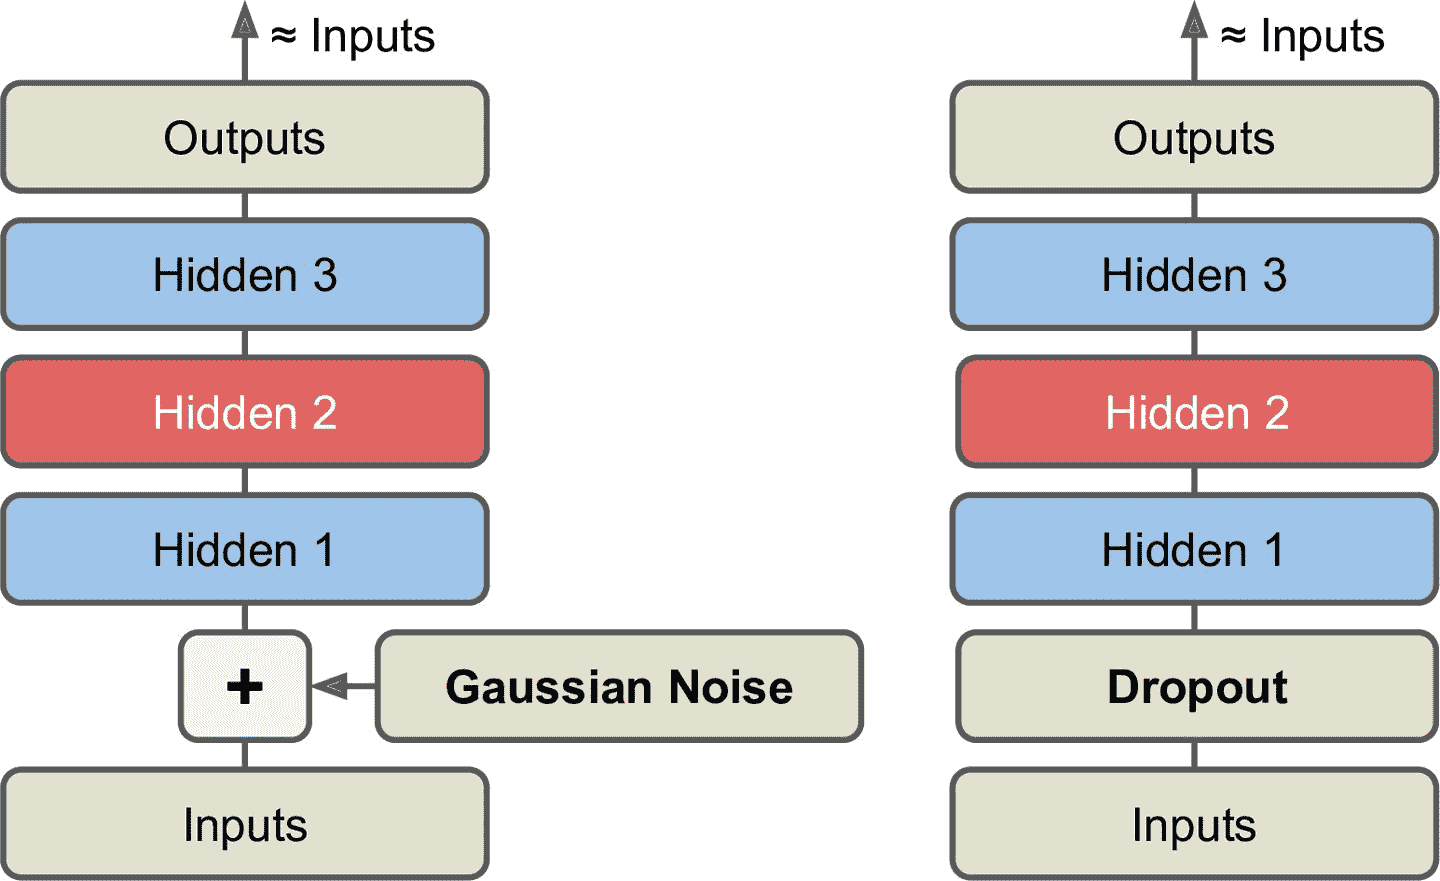 ≈ Inputs
Outputs
Hidden 3
Hidden 2
Hidden 1
+
Gaussian Noise
Inputs
≈ Inputs
Outputs
Hidden 3
Hidden 2
Hidden 1
Dropout
Inputs